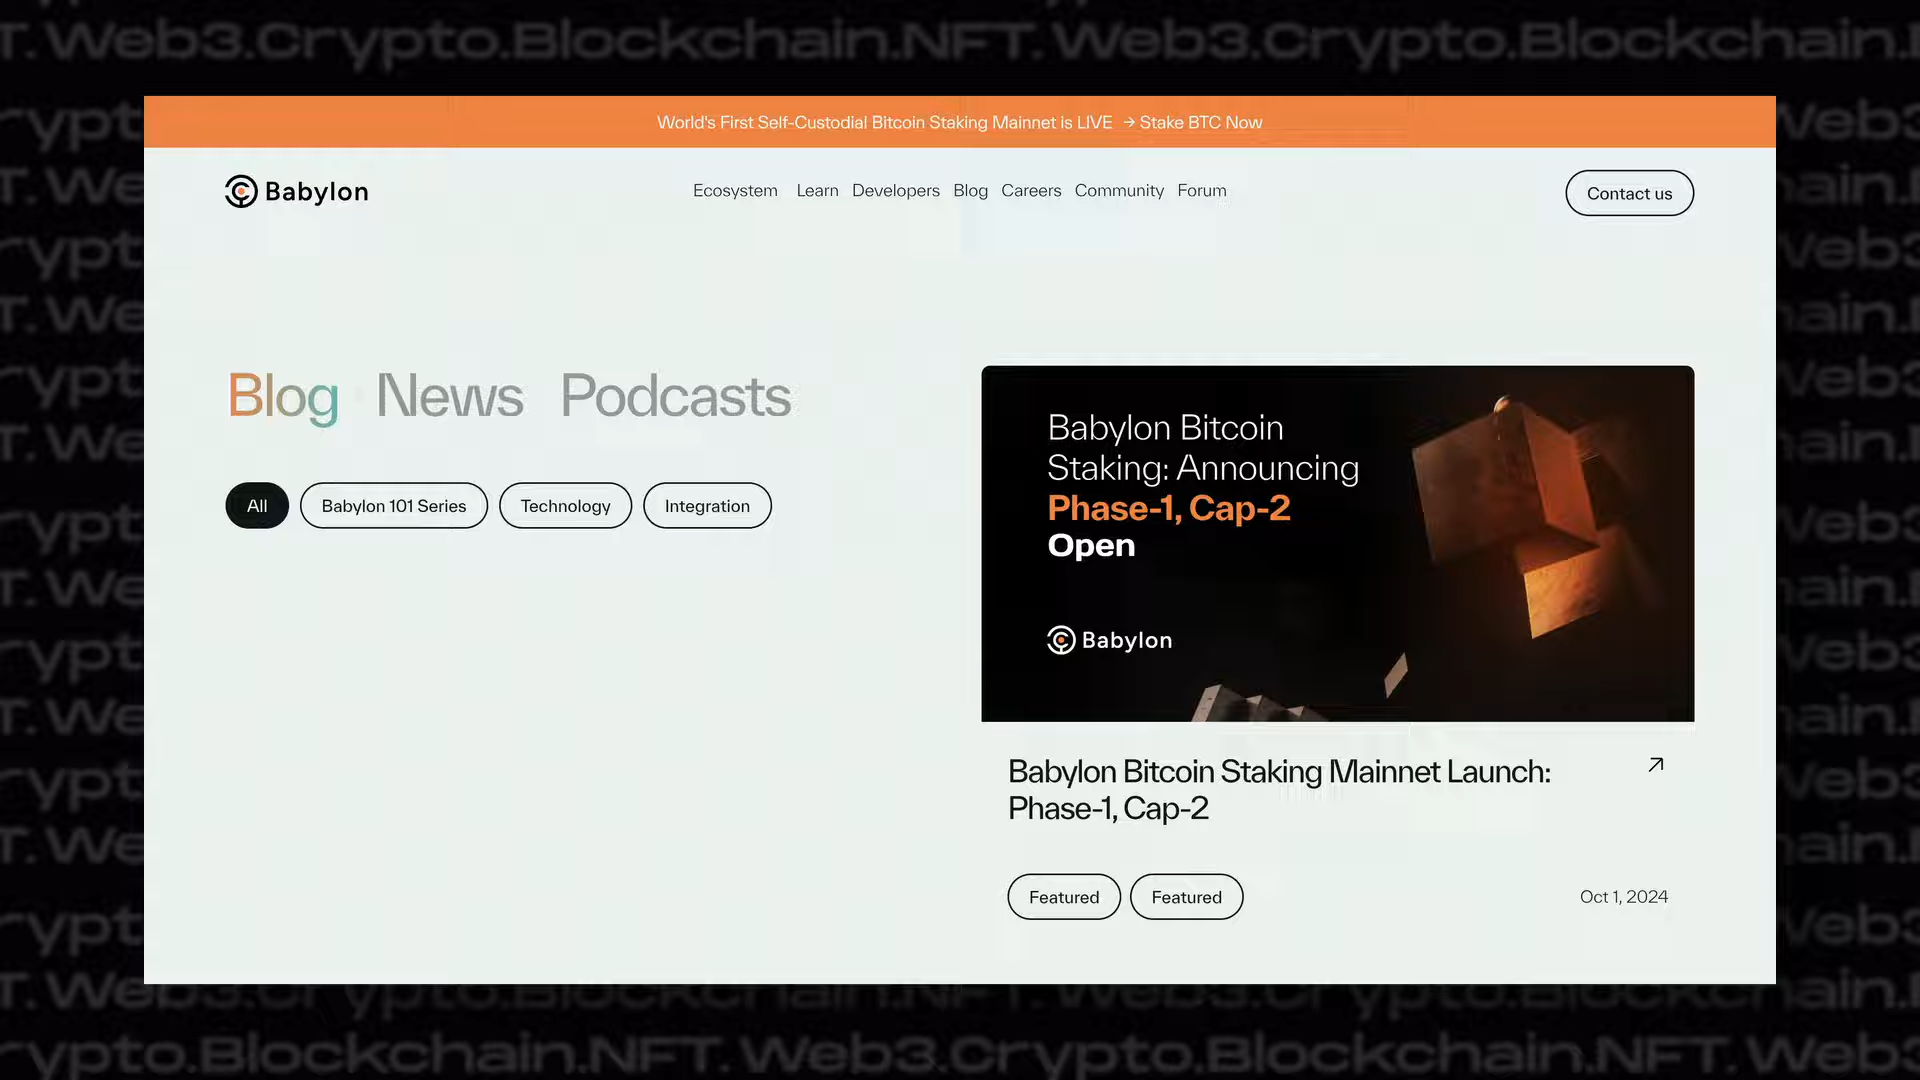 T. Web3.Crypto.Blockchain.NFT. Web3.Crypto.Blockchain.
World's First Self-Custodial Bitcoin Staking Mainnet is LIVE → Stake BTC Now
Babylon
Ecosystem Learn Developers Blog Careers Community Forum
Contact us
Blog News Podcasts
All
Babylon 101 Series
Technology
Integration
Babylon Bitcoin
Staking: Announcing
Phase-1, Cap-2
Open
Babylon
Babylon Bitcoin Staking Mainnet Launch:
Phase-1, Cap-2
Featured
Featured
Oct 1, 2024
rypto.Blockchain.NFT. Web3.Crypto.Blockchain.NFT. Web3